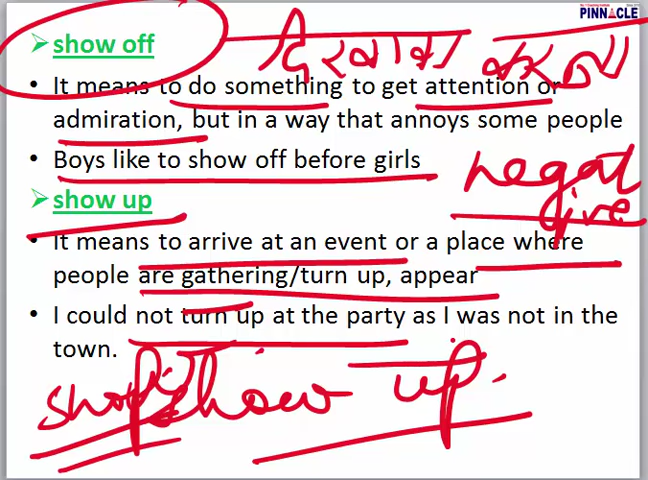 PINNACLE
➢ show off
दिखावा करना
• It means to do something to get attention or
admiration, but in a way that annoys some people
• Boys like to show off before girls
negat
ive
➢ show up
• It means to arrive at an event or a place where
people are gathering/turn up, appear
• I could not turn up at the party as I was not in the
town.
show up.